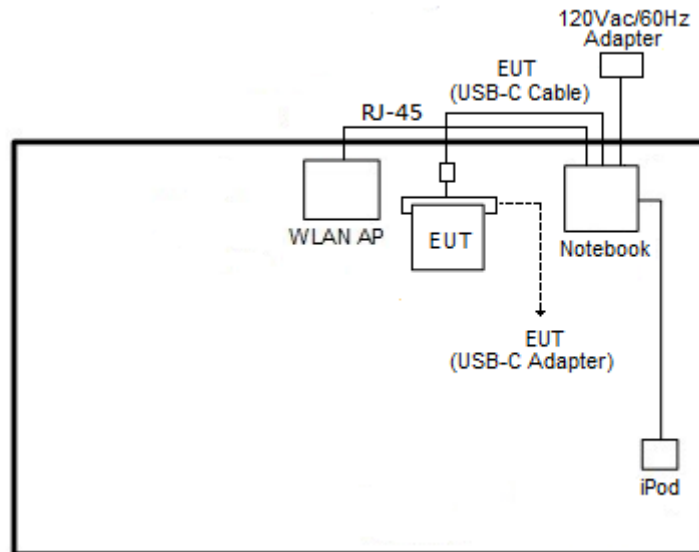 120Vac/60Hz
Adapter
EUT
(USB-C Cable)
RJ-45
WLAN AP
EUT
Notebook
EUT
(USB-C Adapter)
iPod